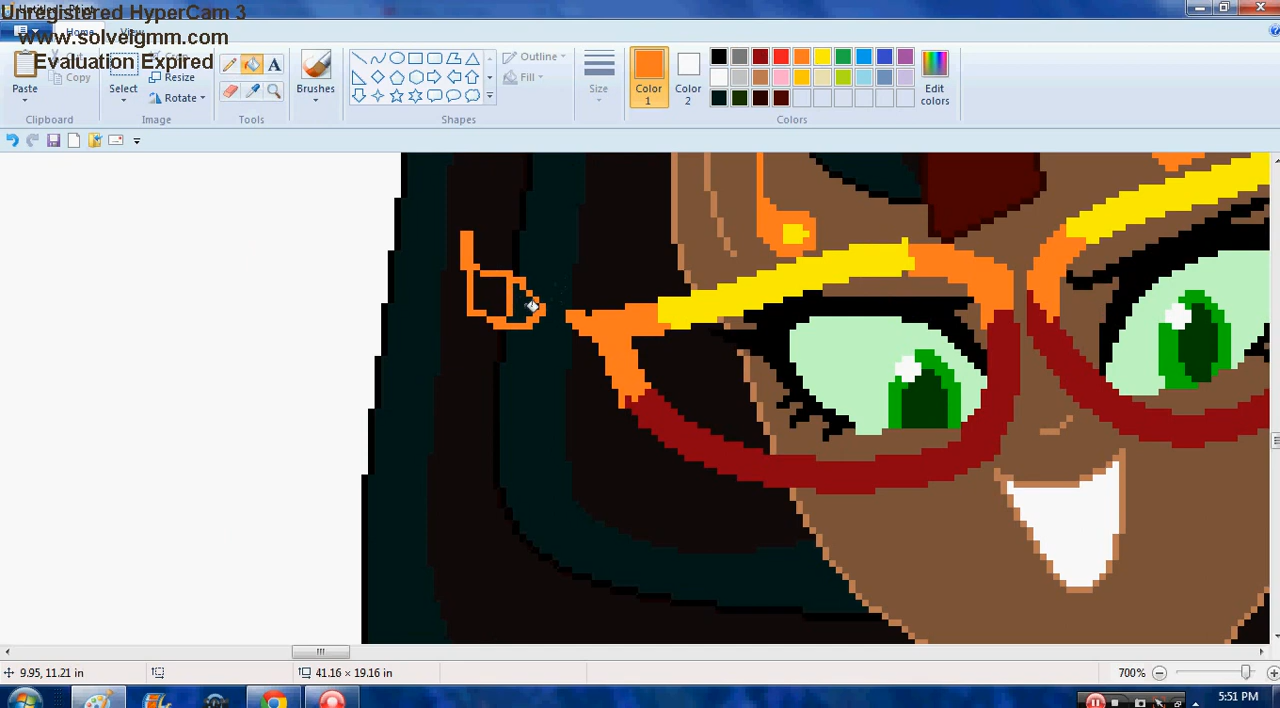 Unregistered HyperCam 3
www.solveigmm.com
Evaluation Expired
Home
Paste
Copy
Clipboard
Select
Resize
Rotate
Image
Tools
Brushes
Shapes
Outline
Fill
Size
Color 1
Color 2
Edit colors
Colors
9.95, 11.21 in
41.16 × 19.16 in
700%
5:51 PM